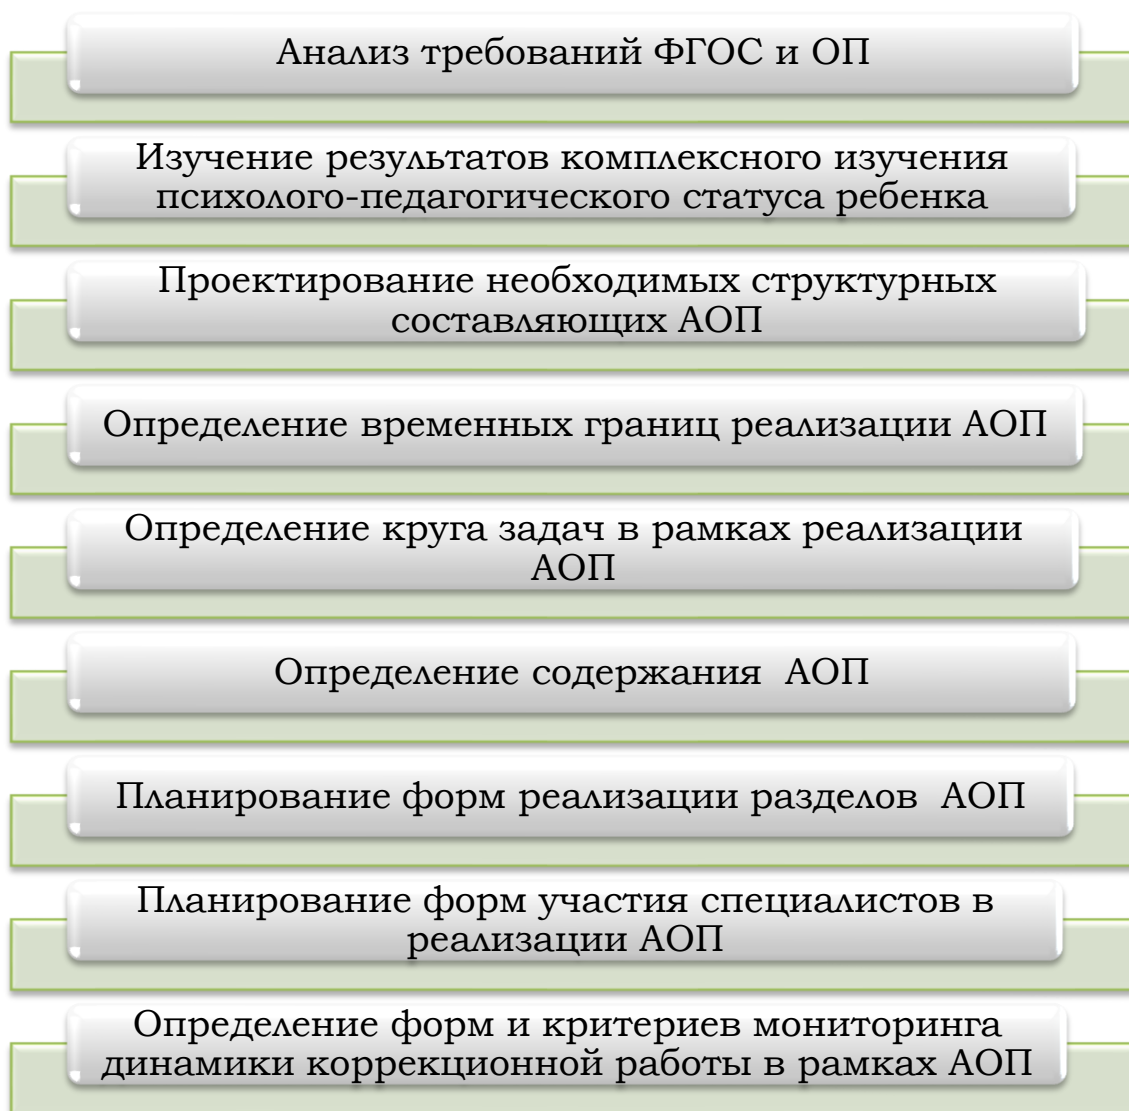 Анализ требований ФГОС и ОП
Изучение результатов комплексного изучения
психолого-педагогического статуса ребенка
Проектирование необходимых структурных
составляющих АОП
Определение временных границ реализации АОП
Определение круга задач в рамках реализации
АОП
Определение содержания АОП
Планирование форм реализации разделов АОП
Планирование форм участия специалистов в
реализации АОП
Определение форм и критериев мониторинга
динамики коррекционной работы в рамках АОП